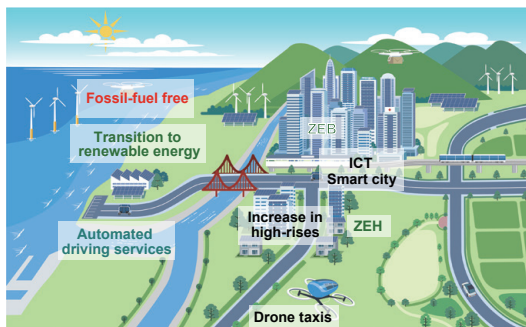 Fossil-fuel free
Transition to
renewable energy
ZEB
ICT
Smart city
Automated
driving services
Increase in
high-rises
ZEH
Drone taxis